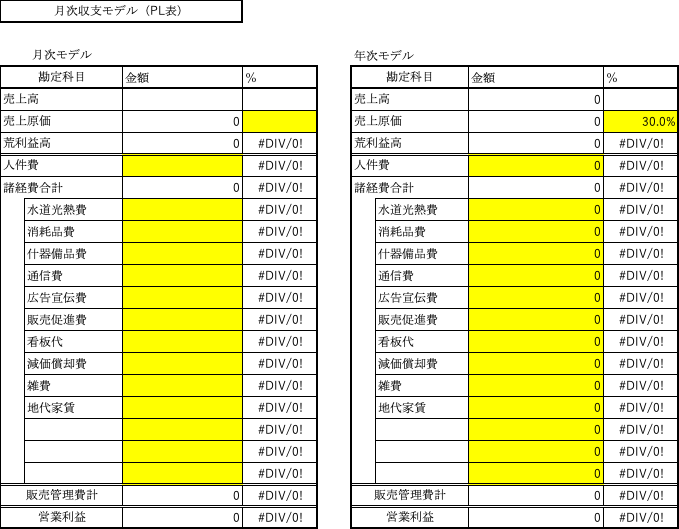 月次収支モデル（PL表）
月次モデル 年次モデル
勘定科目 金額 % 勘定科目 金額 %
売上高 売上高 0
売上原価 0 売上原価 0 30.0%
荒利益高 0 #DIV/0! 荒利益高 0 #DIV/0!
人件費 #DIV/0! 人件費 0 #DIV/0!
諸経費合計 0 #DIV/0! 諸経費合計 0 #DIV/0!
水道光熱費 #DIV/0! 水道光熱費 0 #DIV/0!
消耗品費 #DIV/0! 消耗品費 0 #DIV/0!
什器備品費 #DIV/0! 什器備品費 0 #DIV/0!
通信費 #DIV/0! 通信費 0 #DIV/0!
広告宣伝費 #DIV/0! 広告宣伝費 0 #DIV/0!
販売促進費 #DIV/0! 販売促進費 0 #DIV/0!
看板代 #DIV/0! 看板代 0 #DIV/0!
減価償却費 #DIV/0! 減価償却費 0 #DIV/0!
雑費 #DIV/0! 雑費 0 #DIV/0!
地代家賃 #DIV/0! 地代家賃 0 #DIV/0!
#DIV/0! 0 #DIV/0!
#DIV/0! 0 #DIV/0!
#DIV/0! 0 #DIV/0!
販売管理費計 0 #DIV/0! 販売管理費計 0 #DIV/0!
営業利益 0 #DIV/0! 営業利益 0 #DIV/0!